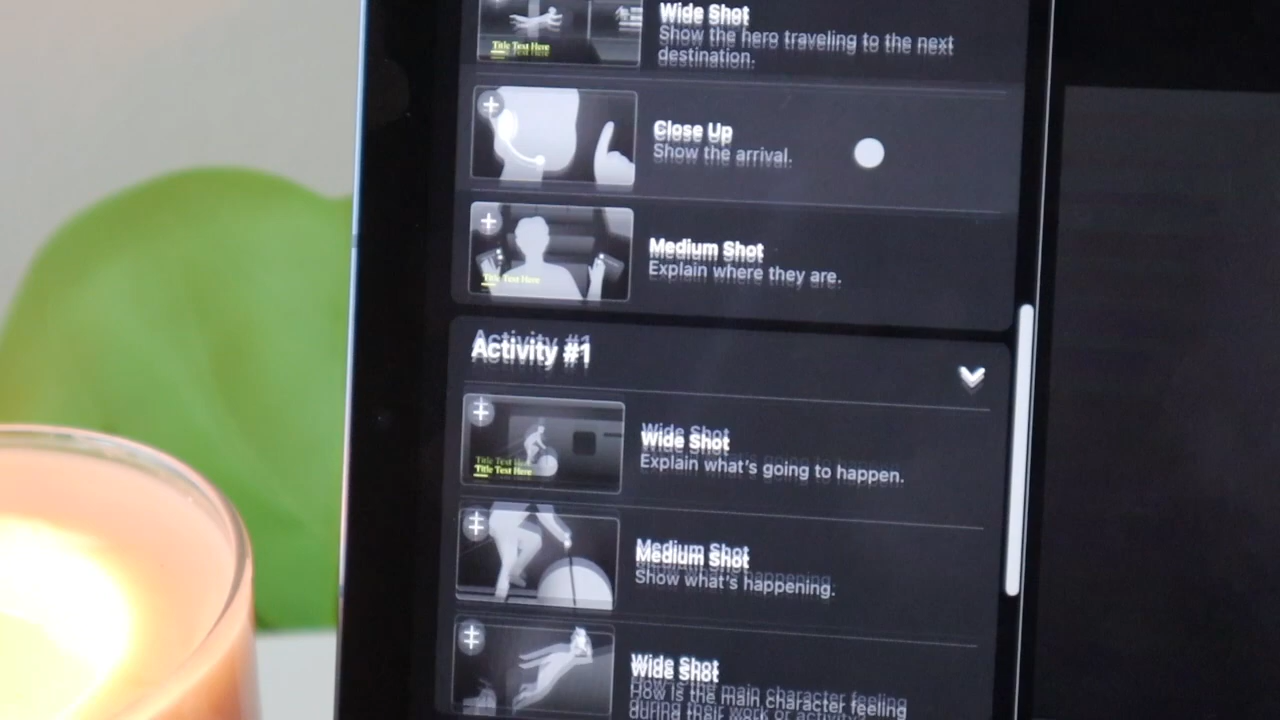 Title Text Here
Wide Shot
Show the hero traveling to the next
destination.
Close Up
Show the arrival.
Title Text Here
Medium Shot
Explain where they are.
Activity #1
Title Text Here
Wide Shot
Explain what's going to happen.
Medium Shot
Show what's happening.
Wide Shot
How is the main character feeling
during their work or activity